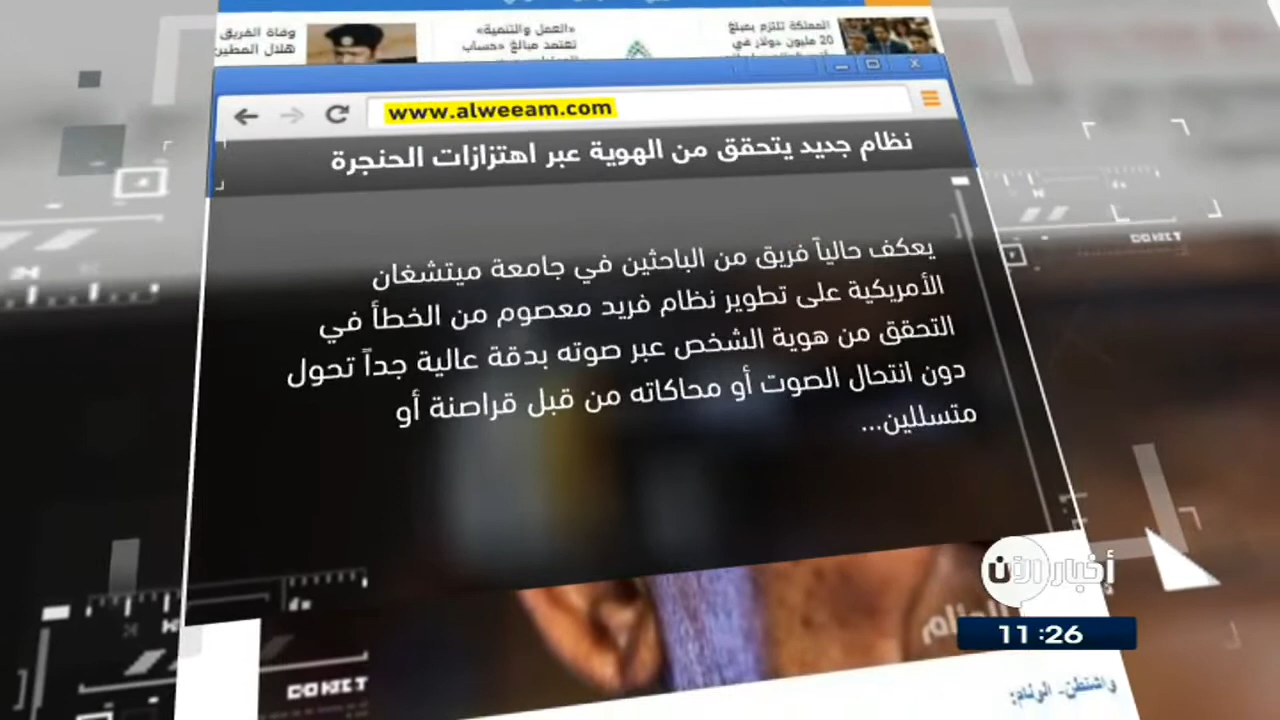 وفاة الفريق
هلال المطين
«العمل والتنمية»
تعتمد مبالغ «حساب
المملكة تلتزم بمبلغ
20 مليون دولار في
www.alweeam.com
نظام جديد يتحقق من الهوية عبر اهتزازات الحنجرة
يعكف حالياً فريق من الباحثين في جامعة ميتشغان
الأمريكية على تطوير نظام فريد معصوم من الخطأ في
التحقق من هوية الشخص عبر صوته بدقة عالية جداً تحول
دون انتحال الصوت أو محاكاته من قبل قراصنة أو
متسللين...
أخبار الآن
11:26
واشنطن- الوئام: